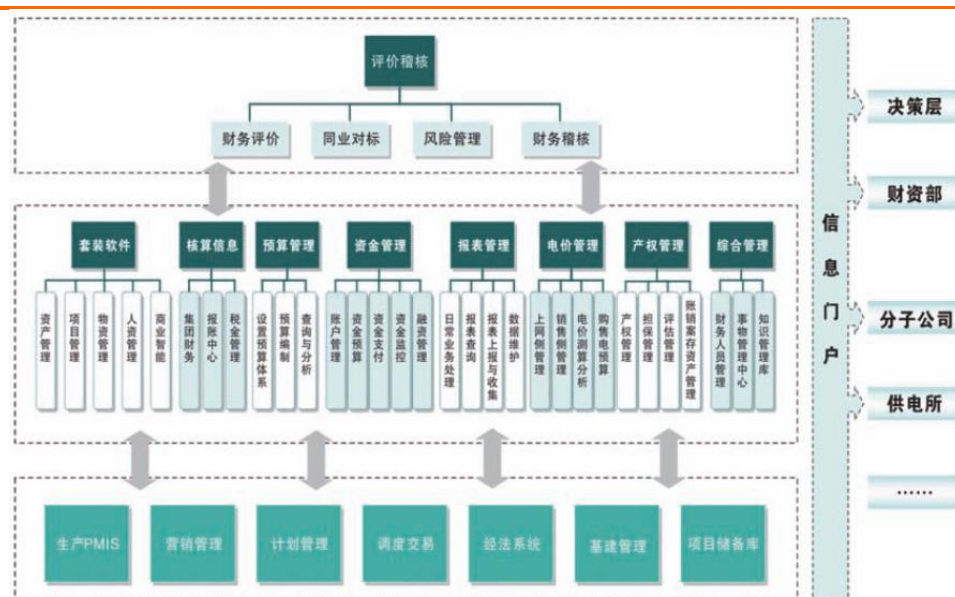 评价稽核
财务评价
同业对标
风险管理
财务稽核
套装软件
核算信息
预算管理
资金管理
报表管理
电价管理
产权管理
综合管理
资产管理
项目管理
物资管理
人资管理
商业智能
集团财务
报账中心
税金管理
设置预算体系
预算编制
查询与分析
账户管理
资金预算
资金支付
资金监控
融资管理
日常业务处理
报表查询
报表上报与收集
数据维护
上网侧管理
销售侧管理
电价测算分析
购售电预算
产权管理
担保管理
评估管理
账销案存资产管理
财务人员管理
事物管理中心
知识管理库
生产PMIS
营销管理
计划管理
调度交易
经法系统
基建管理
项目储备库
信息门户
决策层
财资部
分子公司
供电所
……